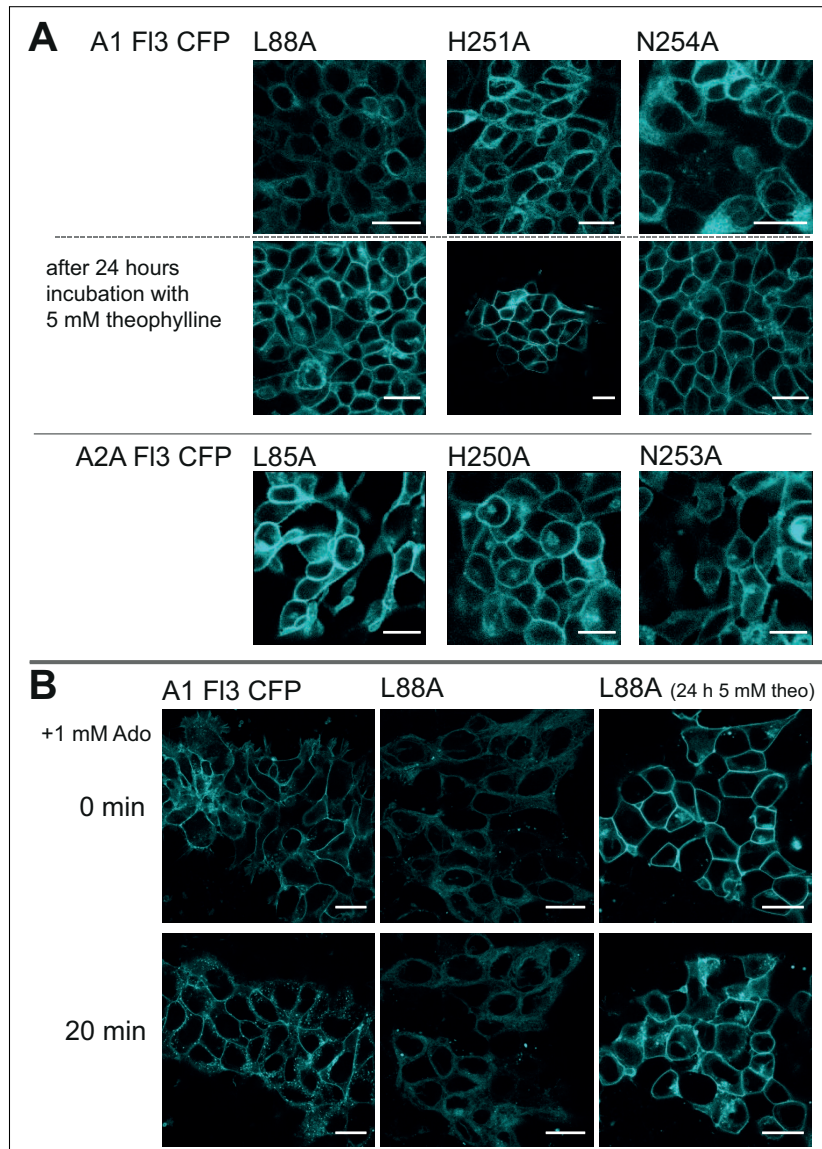 A
A1 Fl3 CFP L88A H251A N254A
after 24 hours
incubation with
5 mM theophylline
A2A Fl3 CFP L85A H250A N253A
B
A1 Fl3 CFP L88A L88A (24 h 5 mM theo)
+1 mM Ado
0 min
20 min